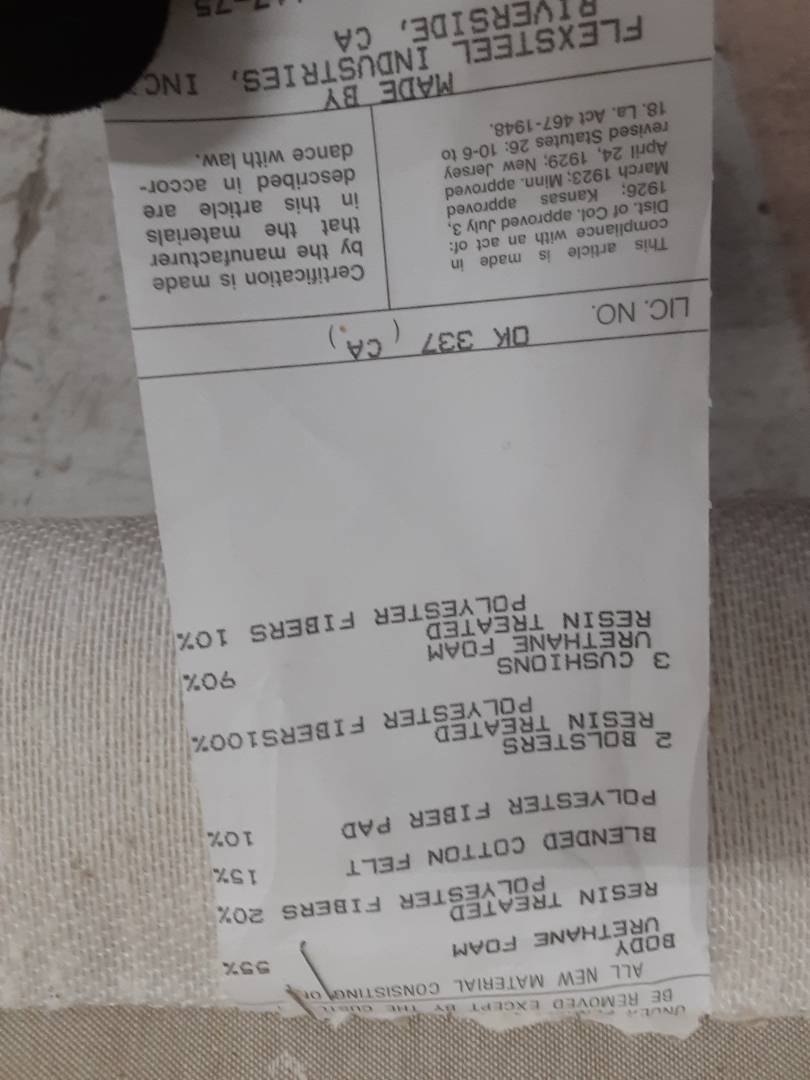 BE REMOVED EXCEPT BY THE
ALL NEW MATERIAL CONSISTING OF
BODY
URETHANE FOAM 55%
RESIN TREATED
POLYESTER FIBERS 20%
BLENDED COTTON FELT 15%
POLYESTER FIBER PAD 10%
2 BOLSTERS
RESIN TREATED
POLYESTER FIBERS100%
3 CUSHIONS
URETHANE FOAM 90%
RESIN TREATED
POLYESTER FIBERS 10%
LIC. NO. OK 337 (CA)
This article is made in
compliance with an act of:
Dist. of Col. approved July 3,
1926; Kansas approved
March 1923; Minn. approved
April 24, 1929; New Jersey
revised Statutes 26: 10-6 to
18. La. Act 467-1948.
Certification is made
by the manufacturer
that the materials
in this article are
described in accor-
dance with law.
MADE BY
FLEXSTEEL INDUSTRIES, INC
RIVERSIDE, CA